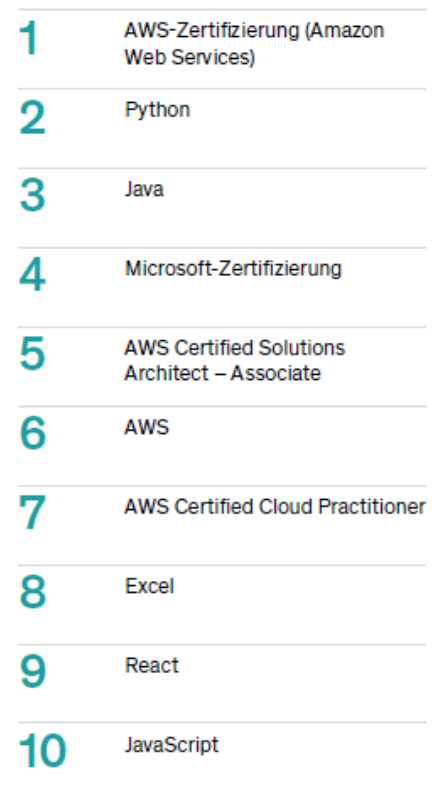 1 AWS-Zertifizierung (Amazon
Web Services)
2 Python
3 Java
4 Microsoft-Zertifizierung
5 AWS Certified Solutions
Architect – Associate
6 AWS
7 AWS Certified Cloud Practitioner
8 Excel
9 React
10 JavaScript